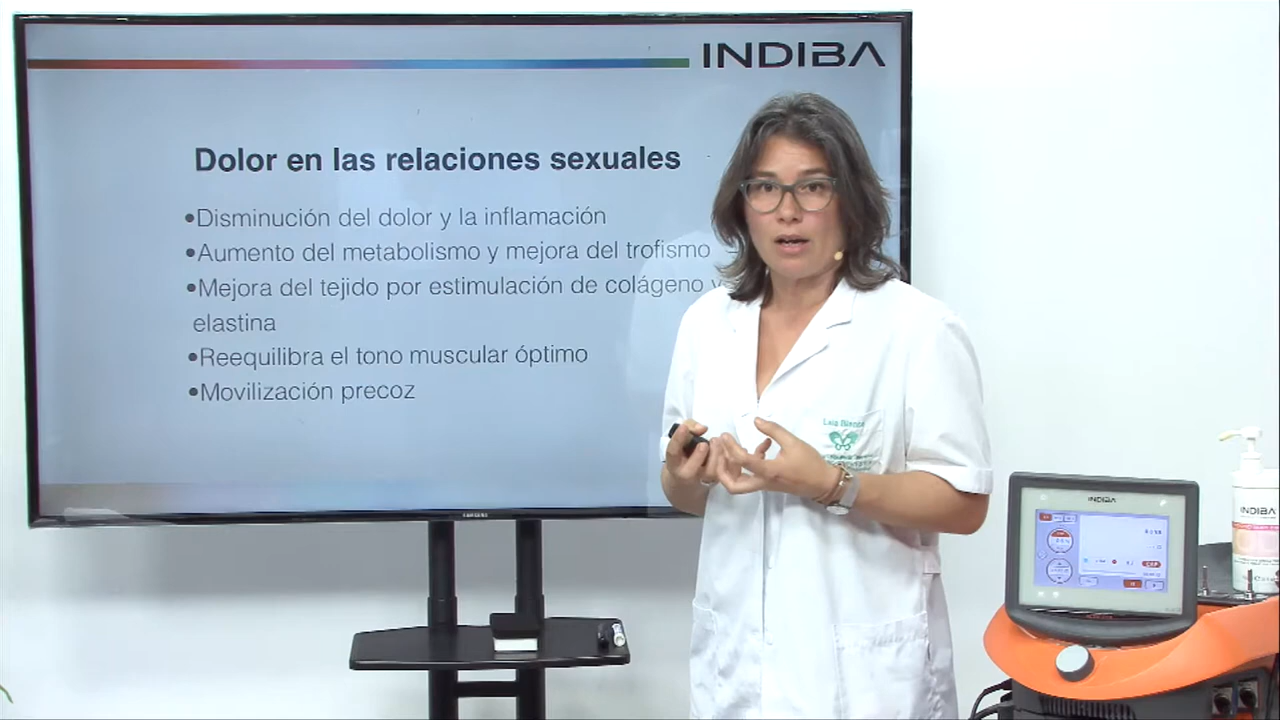 INDIBA
Dolor en las relaciones sexuales
•Disminución del dolor y la inflamación
•Aumento del metabolismo y mejora del trofismo
•Mejora del tejido por estimulación de colágeno y
elastina
•Reequilibra el tono muscular óptimo
•Movilización precoz
SAMSUNG
INDIBA
INDIBA